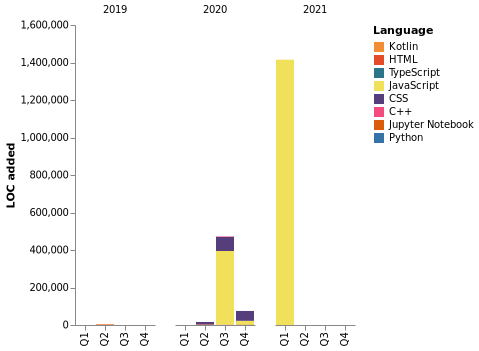 2019 2020 2021
LOC added
1,600,000
1,400,000
1,200,000
1,000,000
800,000
600,000
400,000
200,000
0
Q1 Q2 Q3 Q4 Q1 Q2 Q3 Q4 Q1 Q2 Q3 Q4
Language
Kotlin
HTML
TypeScript
JavaScript
CSS
C++
Jupyter Notebook
Python